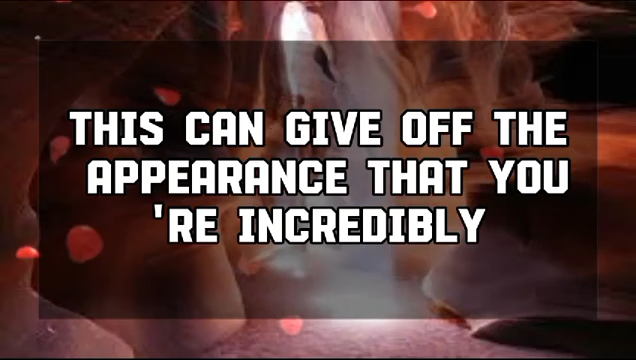 THIS CAN GIVE OFF THE
APPEARANCE THAT YOU
'RE INCREDIBLY